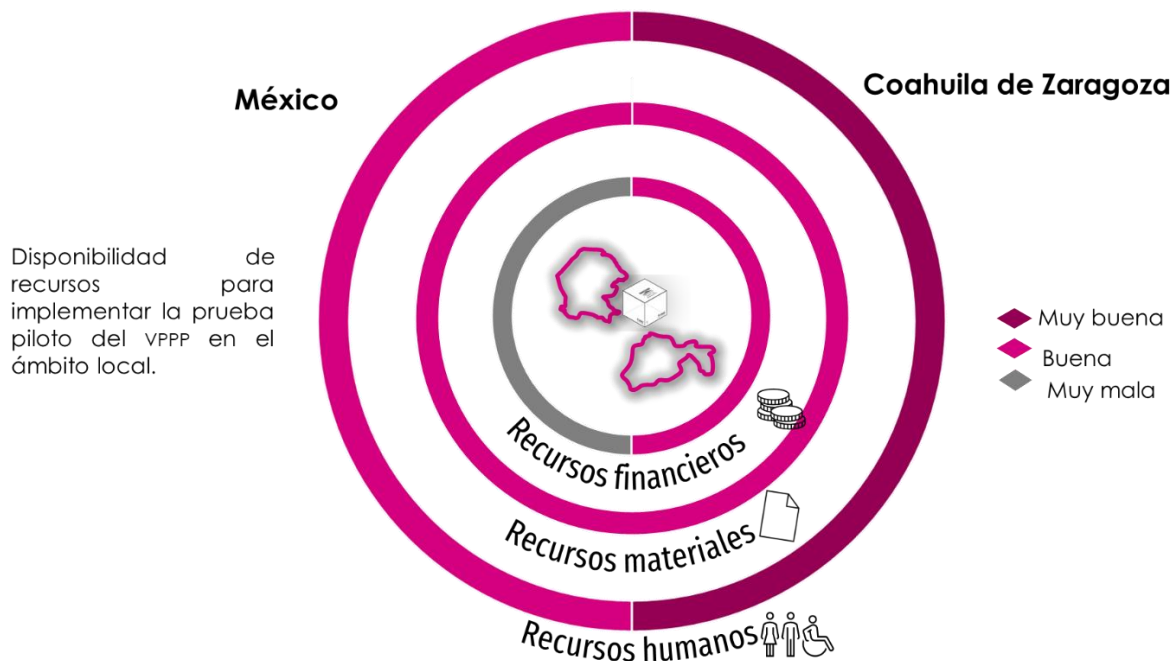 México
Coahuila de Zaragoza
Disponibilidad de
recursos para
implementar la prueba
piloto del VPPP en el
ámbito local.
Muy buena
Buena
Muy mala
Recursos financieros
Recursos materiales
Recursos humanos